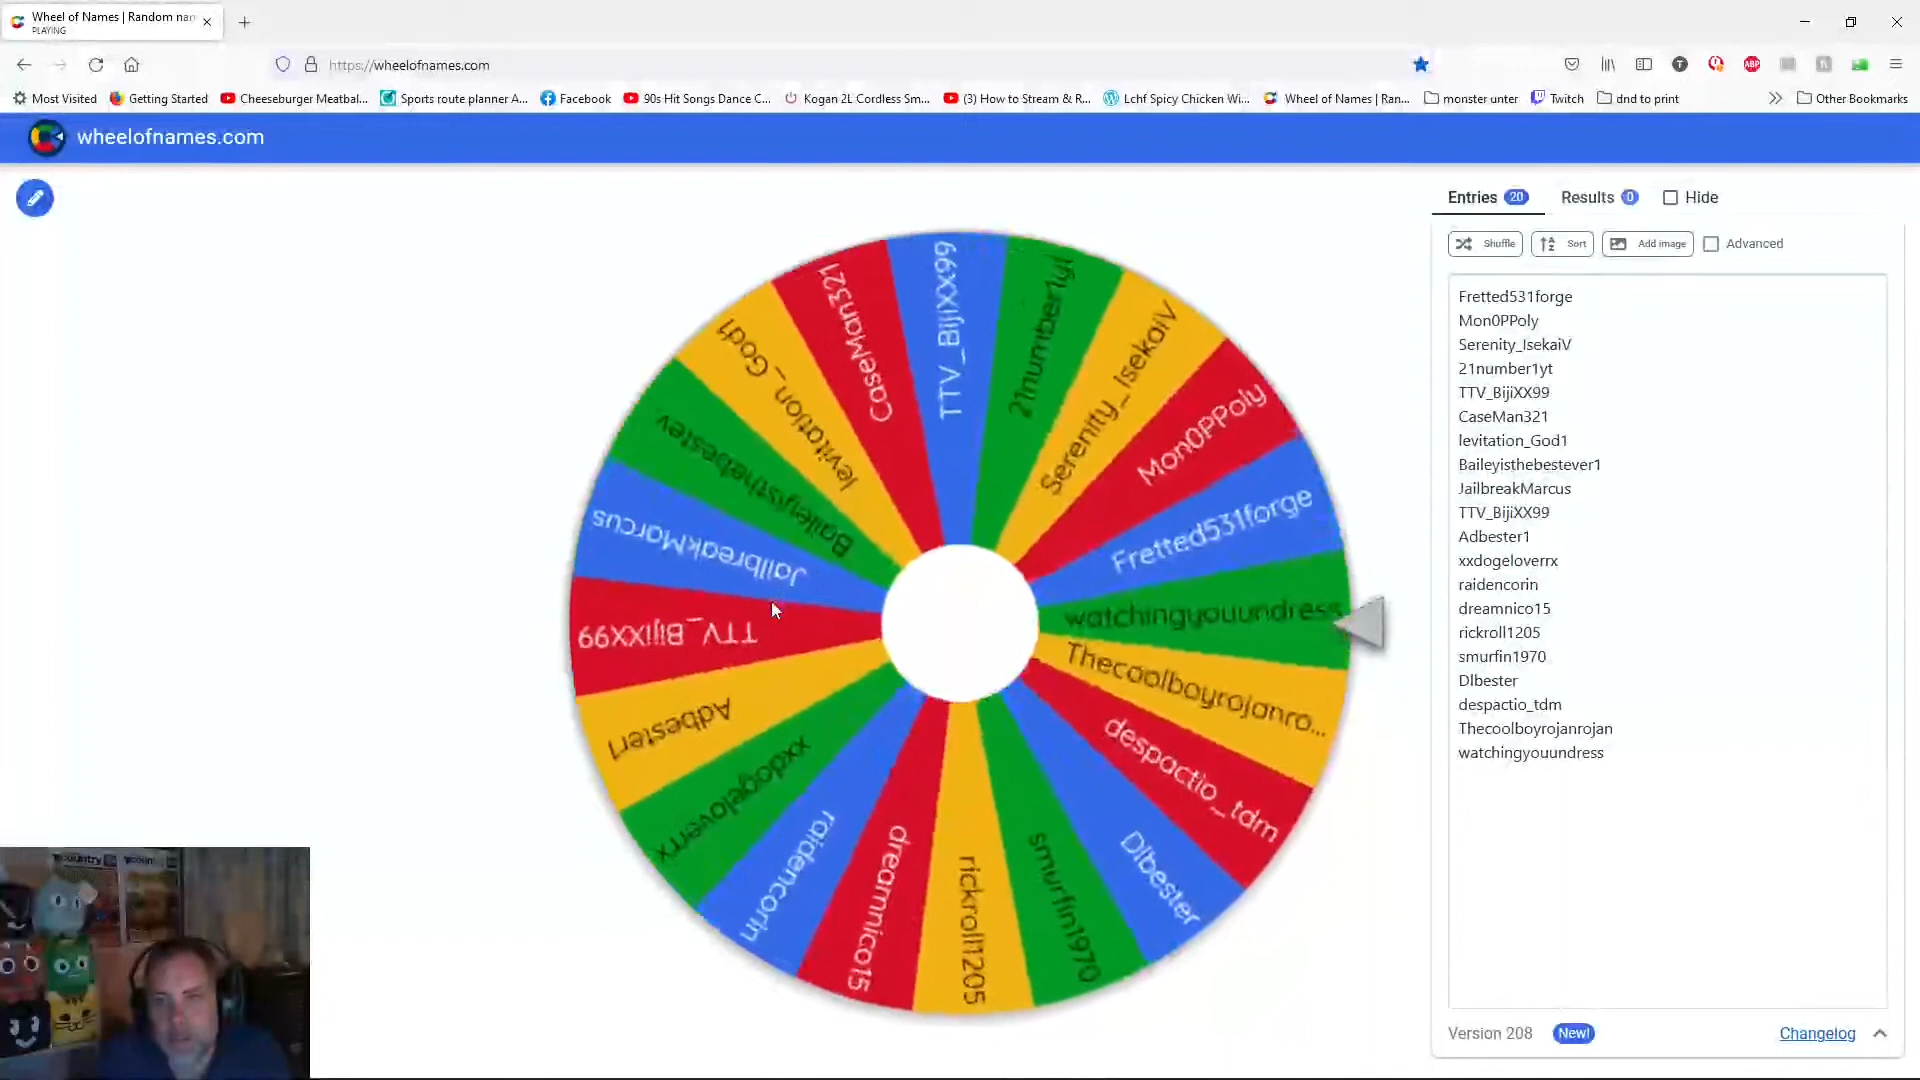 Wheel of Names | Random nam
PLAYING
https://wheelofnames.com
Most Visited
Getting Started
Cheeseburger Meatbal...
Sports route planner A...
Facebook
90s Hit Songs Dance C...
Kogan 2L Cordless Sm...
(3) How to Stream & R...
Lchf Spicy Chicken Wi...
Wheel of Names | Ran...
monster unter
Twitch
dnd to print
Other Bookmarks
wheelofnames.com
Entries 20
Results 0
Hide
Shuffle
Sort
Add image
Advanced
Fretted531forge
Mon0PPoly
Serenity_IsekaiV
21number1yt
TTV_BijiXX99
CaseMan321
levitation_God1
Baileyisthebestever1
JailbreakMarcus
TTV_BijiXX99
Adbester1
xxdogeloverrx
raidencorin
dreamnico15
rickroll1205
smurfin1970
Dlbester
despactio_tdm
Thecoolboyrojanrojan
watchingyouundress
TTV_BijiXX99
21number1yt
Serenity_IsekaiV
Mon0PPoly
Fretted531forge
watchingyouundress
Thecoolboyrojanro...
despactio_tdm
Dlbester
smurfin1970
rickroll1205
dreamnico15
raidencorin
xxdogeloverrx
Adbester1
TTV_BijiXX99
JailbreakMarcus
Baileyisthebestev
levitation_God1
CaseMan321
Version 208
New!
Changelog
ABP